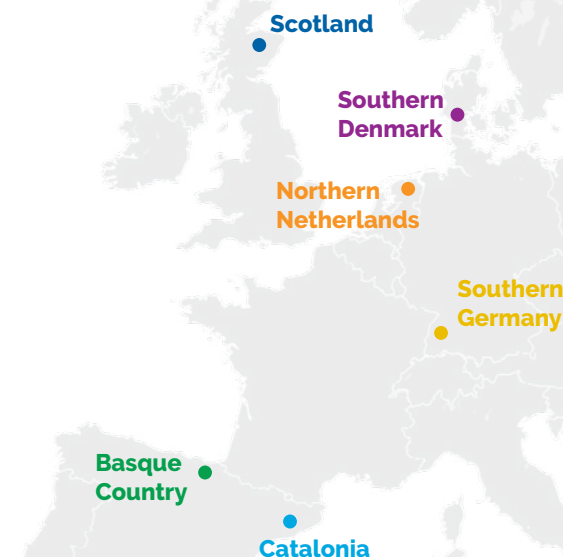 Scotland
Southern
Denmark
Northern
Netherlands
Southern
Germany
Basque
Country
Catalonia